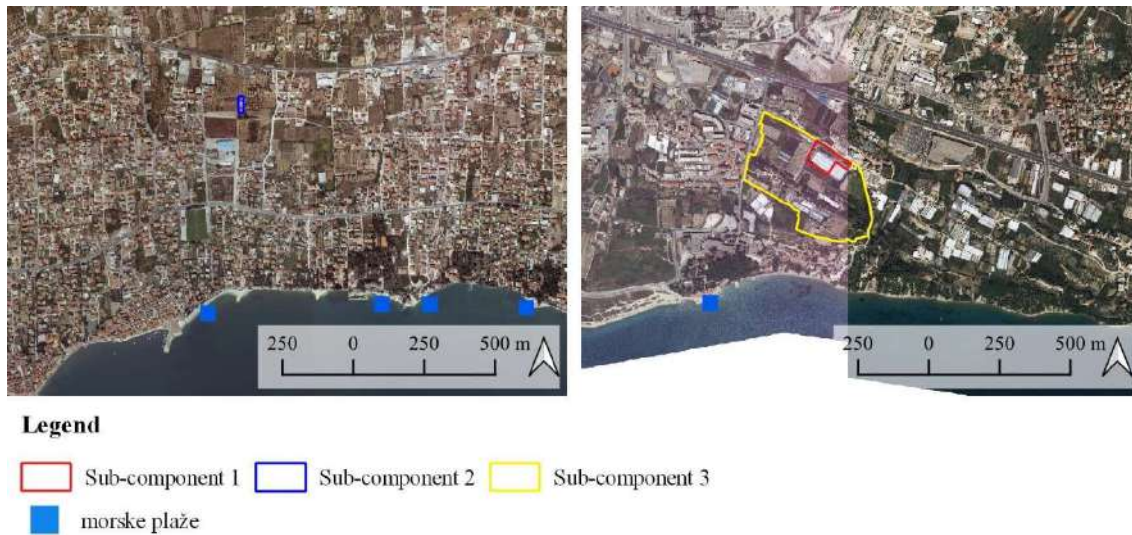 250 0 250 500 m
250 0 250 500 m
Legend
Sub-component 1 Sub-component 2 Sub-component 3
morske plaže